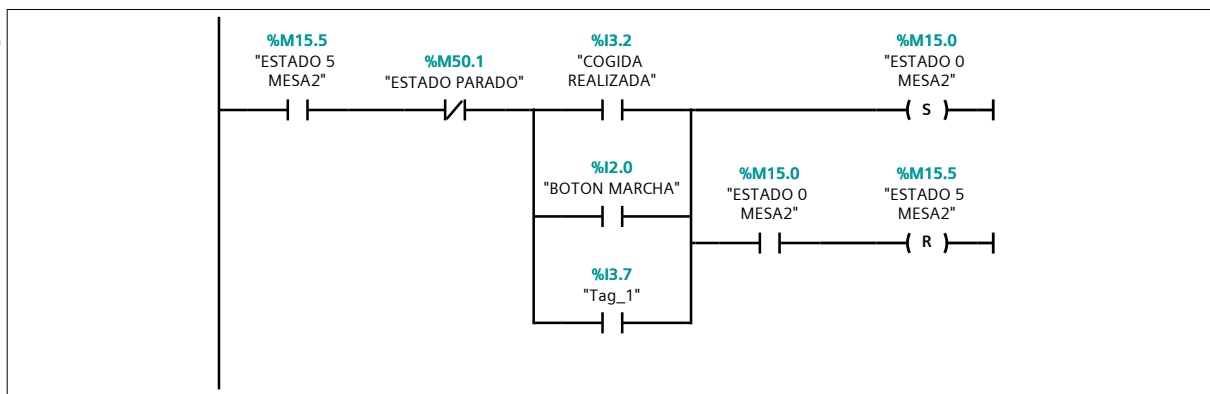 %M15.5
"ESTADO 5
MESA2"
%M50.1
"ESTADO PARADO"
%I3.2
"COGIDA
REALIZADA"
%M15.0
"ESTADO 0
MESA2"
S
%I2.0
"BOTON MARCHA"
%M15.0
"ESTADO 0
MESA2"
%M15.5
"ESTADO 5
MESA2"
R
%I3.7
"Tag_1"